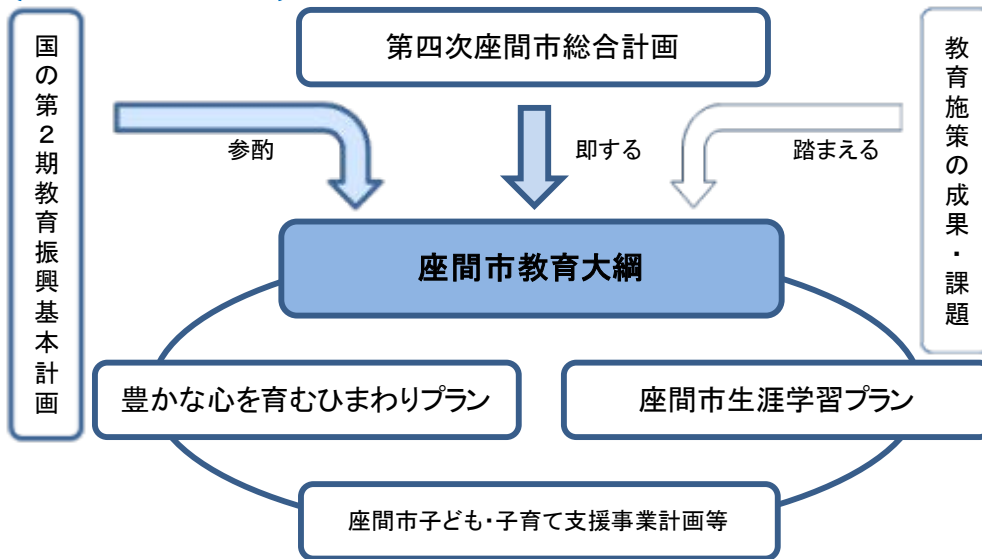 第四次座間市総合計画
国の第２期教育振興基本計画
教育施策の成果・課題
参酌
即する
踏まえる
座間市教育大綱
豊かな心を育むひまわりプラン
座間市生涯学習プラン
座間市子ども・子育て支援事業計画等